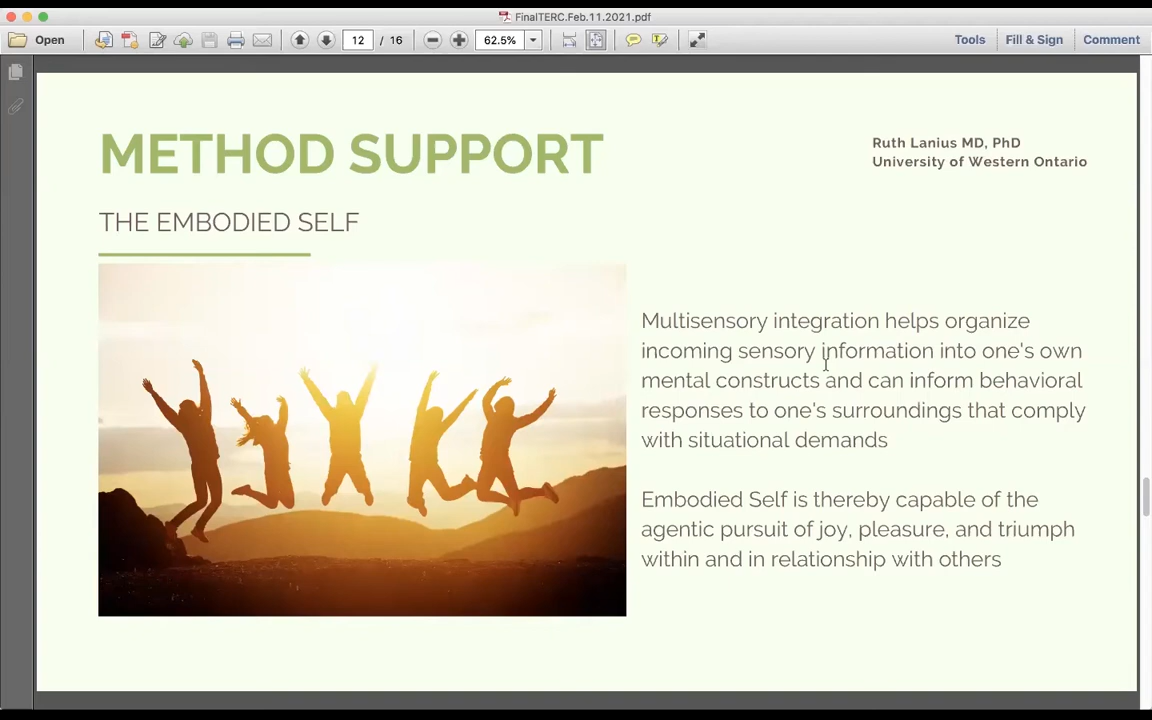 FinalTERC.Feb.11.2021.pdf
Open
12 / 16
62.5%
Tools
Fill & Sign
Comment
METHOD SUPPORT
Ruth Lanius MD, PhD
University of Western Ontario
THE EMBODIED SELF
Multisensory integration helps organize
incoming sensory information into one's own
mental constructs and can inform behavioral
responses to one's surroundings that comply
with situational demands
Embodied Self is thereby capable of the
agentic pursuit of joy, pleasure, and triumph
within and in relationship with others